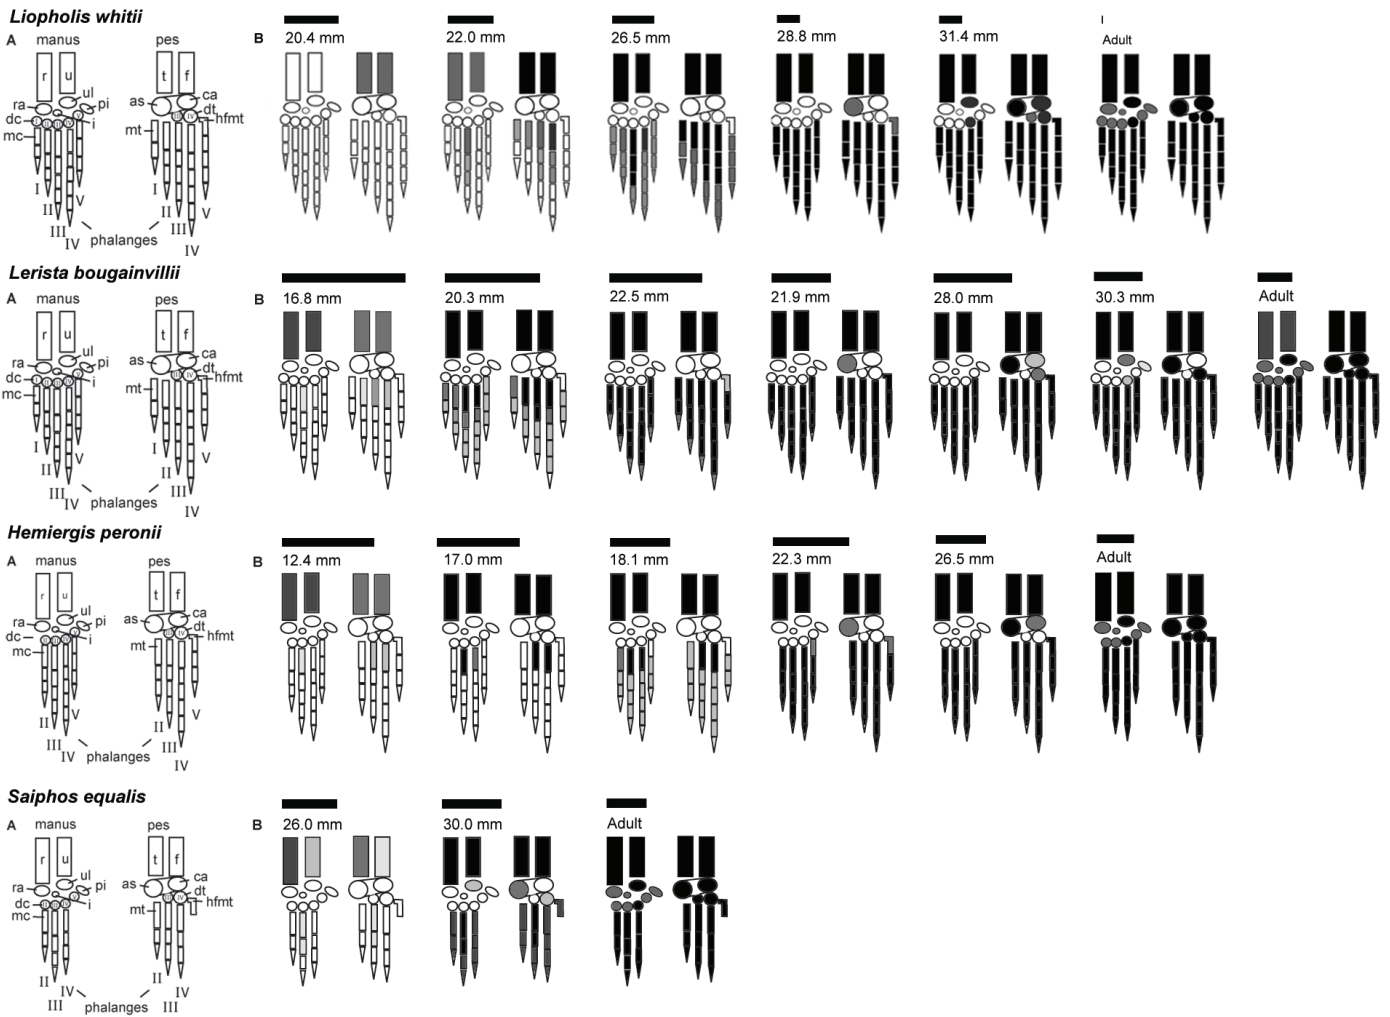 Liopholis whitii
A manus pes B 20.4 mm 22.0 mm 26.5 mm 28.8 mm 31.4 mm Adult
r u t f
ra ul pi as ca
dc i dt hfmt
mc mt
I II III IV V
I II III IV V
phalanges
Lerista bougainvillii
A manus pes B 16.8 mm 20.3 mm 22.5 mm 21.9 mm 28.0 mm 30.3 mm Adult
r u t f
ra ul pi as ca
dc i dt hfmt
mc mt
I II III IV V
I II III IV V
phalanges
Hemiergis peronii
A manus pes B 12.4 mm 17.0 mm 18.1 mm 22.3 mm 26.5 mm Adult
r u t f
ra ul pi as ca
dc i dt hfmt
mc mt
II III IV V
II III IV V
phalanges
Saiphos equalis
A manus pes B 26.0 mm 30.0 mm Adult
r u t f
ra ul pi as ca
dc i dt hfmt
mc mt
II III IV
II III IV
phalanges